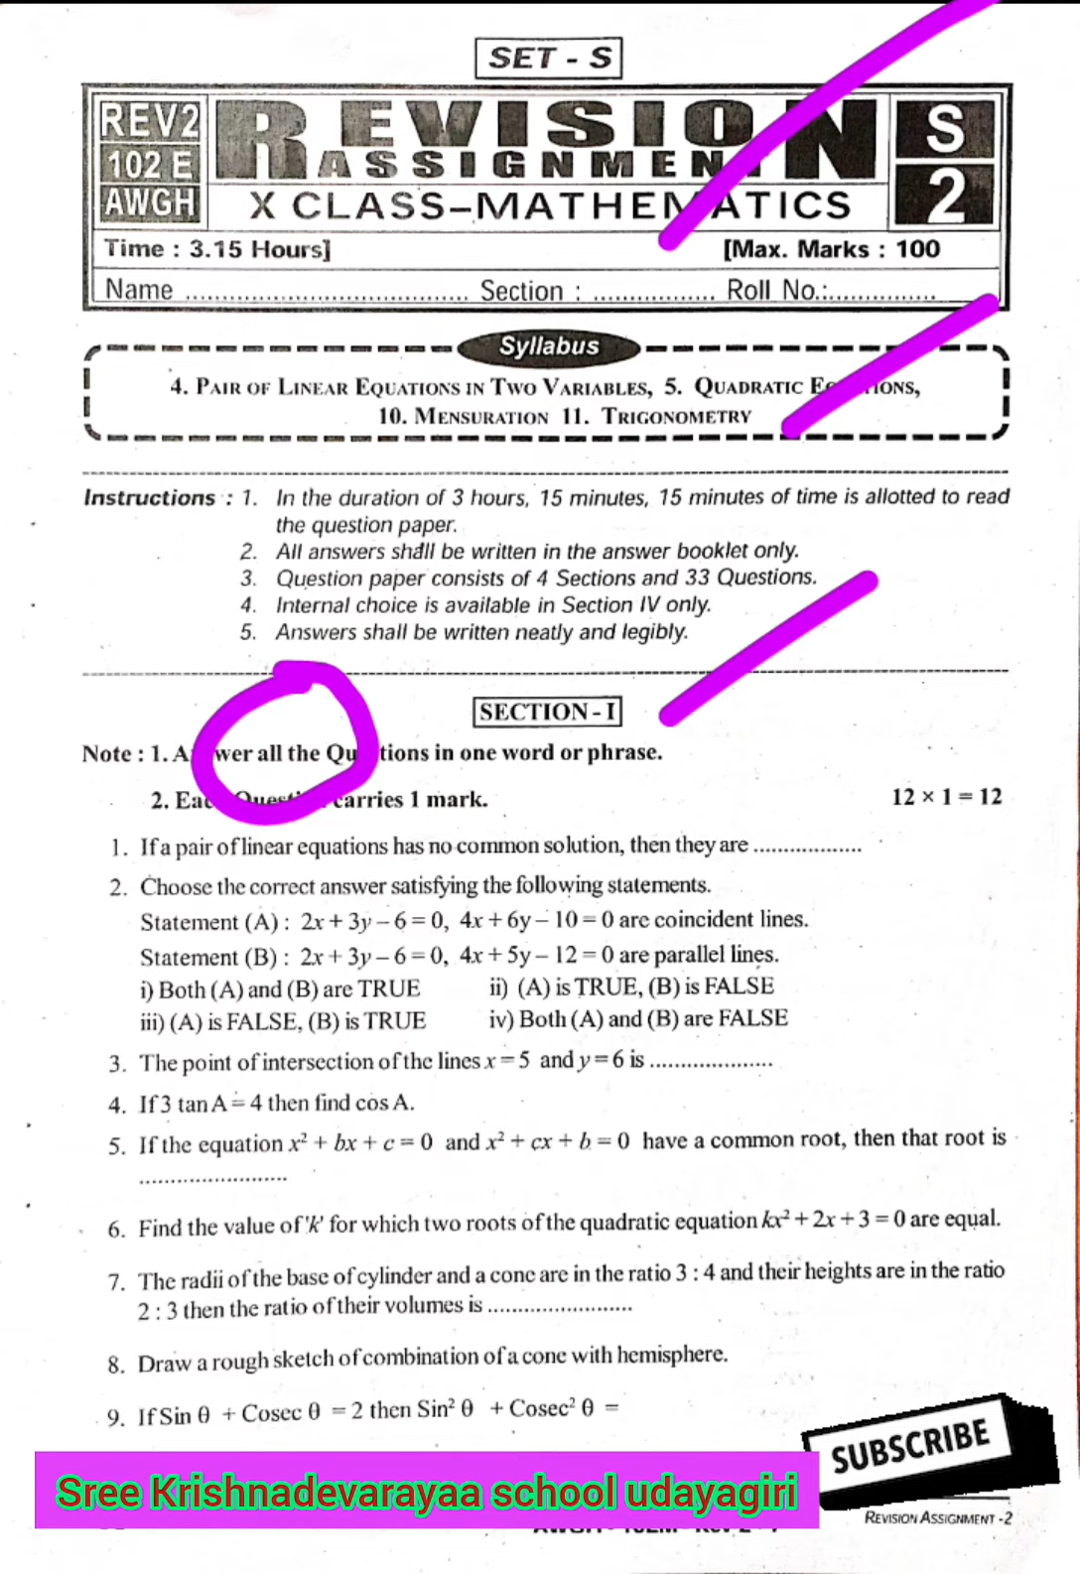 SET - S
REV2
102 E
AWGH
REVISION
ASSIGNMENT
X CLASS-MATHEMATICS
S
2
Time : 3.15 Hours]
[Max. Marks : 100
Name .................................... Section : ................. Roll No.:...............
Syllabus
4. PAIR OF LINEAR EQUATIONS IN TWO VARIABLES, 5. QUADRATIC EQUATIONS,
10. MENSURATION 11. TRIGONOMETRY
Instructions : 1. In the duration of 3 hours, 15 minutes, 15 minutes of time is allotted to read
the question paper.
2. All answers shall be written in the answer booklet only.
3. Question paper consists of 4 Sections and 33 Questions.
4. Internal choice is available in Section IV only.
5. Answers shall be written neatly and legibly.
SECTION - I
Note : 1. Answer all the Questions in one word or phrase.
2. Each Question carries 1 mark.
12 × 1 = 12
1. If a pair of linear equations has no common solution, then they are ..................
2. Choose the correct answer satisfying the following statements.
Statement (A) : 2x + 3y – 6 = 0, 4x + 6y – 10 = 0 are coincident lines.
Statement (B) : 2x + 3y – 6 = 0, 4x + 5y – 12 = 0 are parallel lines.
i) Both (A) and (B) are TRUE ii) (A) is TRUE, (B) is FALSE
iii) (A) is FALSE, (B) is TRUE iv) Both (A) and (B) are FALSE
3. The point of intersection of the lines x = 5 and y = 6 is ....................
4. If 3 tan A = 4 then find cos A.
5. If the equation x² + bx + c = 0 and x² + cx + b = 0 have a common root, then that root is
........................
6. Find the value of 'k' for which two roots of the quadratic equation kx² + 2x + 3 = 0 are equal.
7. The radii of the base of cylinder and a cone are in the ratio 3 : 4 and their heights are in the ratio
2 : 3 then the ratio of their volumes is ........................
8. Draw a rough sketch of combination of a cone with hemisphere.
9. If Sin θ + Cosec θ = 2 then Sin² θ + Cosec² θ =
SUBSCRIBE
Sree Krishnadevarayaa school udayagiri
REVISION ASSIGNMENT -2